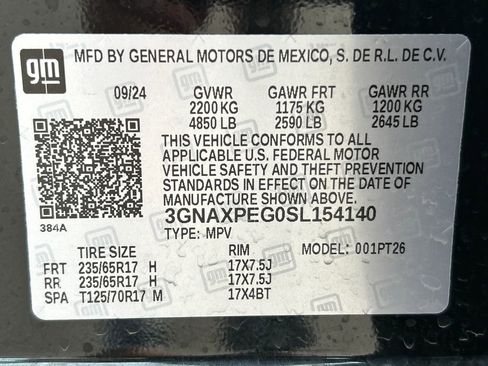 gm
MFD BY GENERAL MOTORS DE MEXICO, S. DE R.L. DE C.V.
09/24 GVWR GAWR FRT GAWR RR
2200 KG 1175 KG 1200 KG
4850 LB 2590 LB 2645 LB
THIS VEHICLE CONFORMS TO ALL
APPLICABLE U.S. FEDERAL MOTOR
VEHICLE SAFETY AND THEFT PREVENTION
STANDARDS IN EFFECT ON THE DATE OF
MANUFACTURE SHOWN ABOVE.
3GNAXPEG0SL154140
384A
TYPE: MPV
TIRE SIZE RIM MODEL: 001PT26
FRT 235/65R17 H 17X7.5J
RR 235/65R17 H 17X7.5J
SPA T125/70R17 M 17X4BT